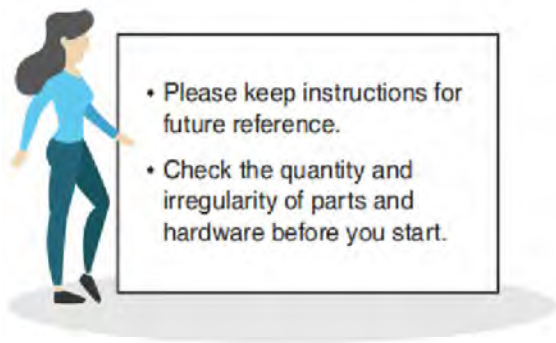 • Please keep instructions for
future reference.
• Check the quantity and
irregularity of parts and
hardware before you start.